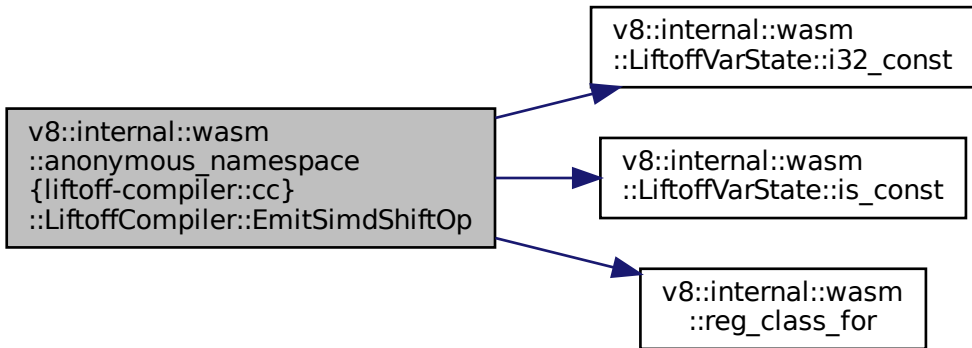 v8::internal::wasm
::anonymous_namespace
{liftoff-compiler::cc}
::LiftoffCompiler::EmitSimdShiftOp
v8::internal::wasm
::LiftoffVarState::i32_const
v8::internal::wasm
::LiftoffVarState::is_const
v8::internal::wasm
::reg_class_for